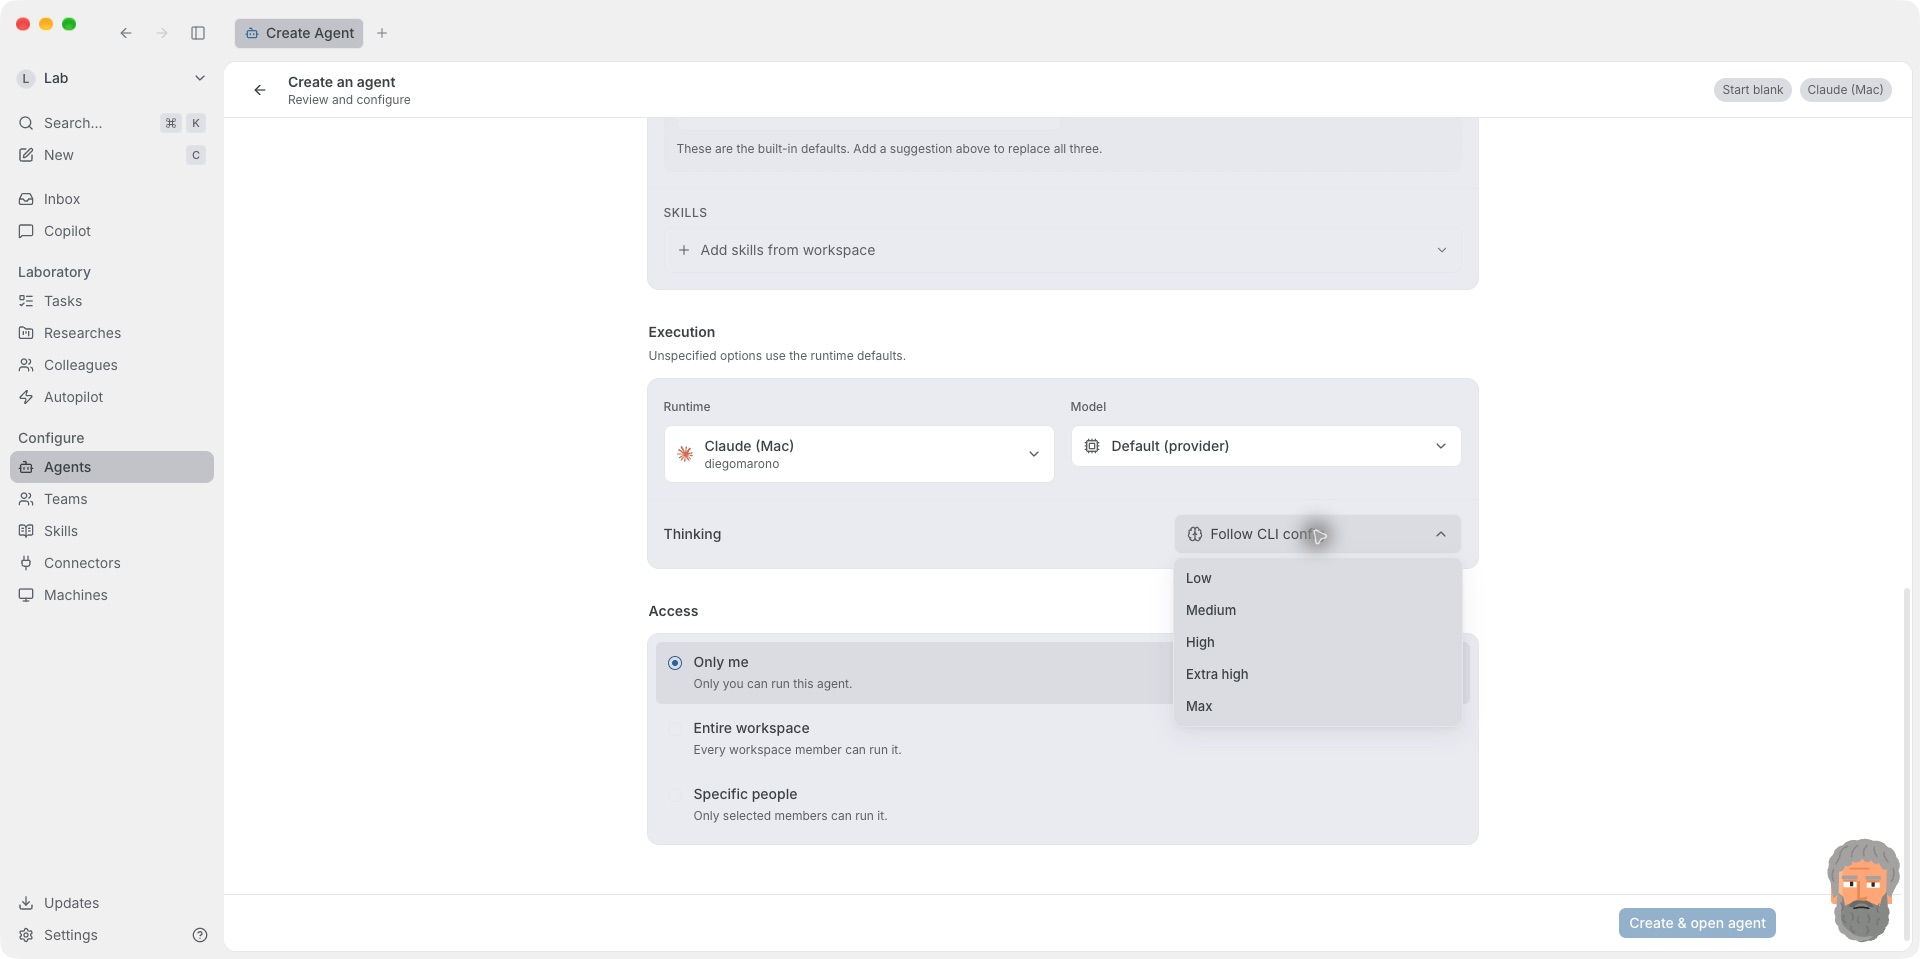 Create Agent
L Lab
Search... ⌘ K
New C
Inbox
Copilot
Laboratory
Tasks
Researches
Colleagues
Autopilot
Configure
Agents
Teams
Skills
Connectors
Machines
Updates
Settings
Create an agent
Review and configure
Start blank
Claude (Mac)
These are the built-in defaults. Add a suggestion above to replace all three.
SKILLS
Add skills from workspace
Execution
Unspecified options use the runtime defaults.
Runtime
Claude (Mac)
diegomarono
Model
Default (provider)
Thinking
Follow CLI conf
Low
Medium
High
Extra high
Max
Access
Only me
Only you can run this agent.
Entire workspace
Every workspace member can run it.
Specific people
Only selected members can run it.
Create & open agent